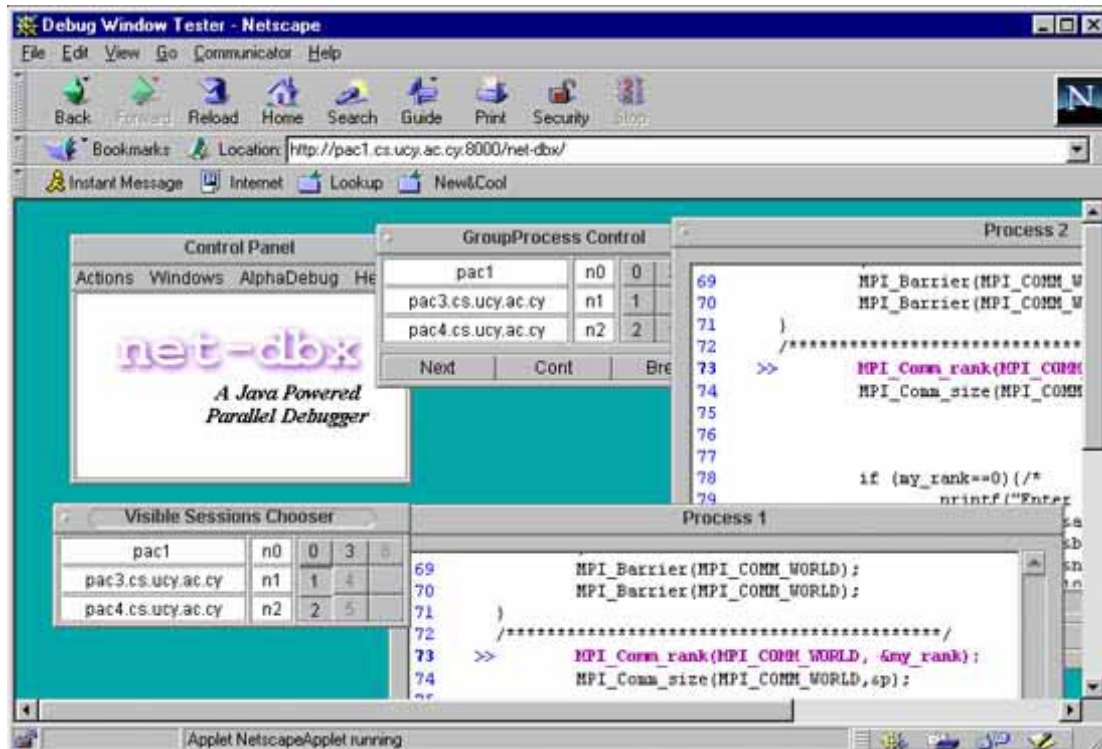 Debug Window Tester - Netscape
File Edit View Go Communicator Help
Back Forward Reload Home Search Guide Print Security Stop
Bookmarks Location: http://pac1.cs.ucy.ac.cy:8000/net-dbx/
Instant Message Internet Lookup New&Cool
Control Panel
Actions Windows AlphaDebug He
net-dbx
A Java Powered
Parallel Debugger
GroupProcess Control
pac1 n0 0
pac3.cs.ucy.ac.cy n1 1
pac4.cs.ucy.ac.cy n2 2
Next Cont Bre
Process 2
69 MPI_Barrier(MPI_COMM_W
70 MPI_Barrier(MPI_COMM_W
71 }
72 /*****************************
73 >> MPI_Comm_rank(MPI_COMM
74 MPI_Comm_size(MPI_COMM
75
76
77
78 if (my_rank==0){/*
79 printf("Enter
Visible Sessions Chooser
pac1 n0 0 3 6
pac3.cs.ucy.ac.cy n1 1 4
pac4.cs.ucy.ac.cy n2 2 5
Process 1
69 MPI_Barrier(MPI_COMM_WORLD);
70 MPI_Barrier(MPI_COMM_WORLD);
71 }
72 /*******************************************/
73 >> MPI_Comm_rank(MPI_COMM_WORLD, &my_rank);
74 MPI_Comm_size(MPI_COMM_WORLD,&p);
Applet NetscapeApplet running